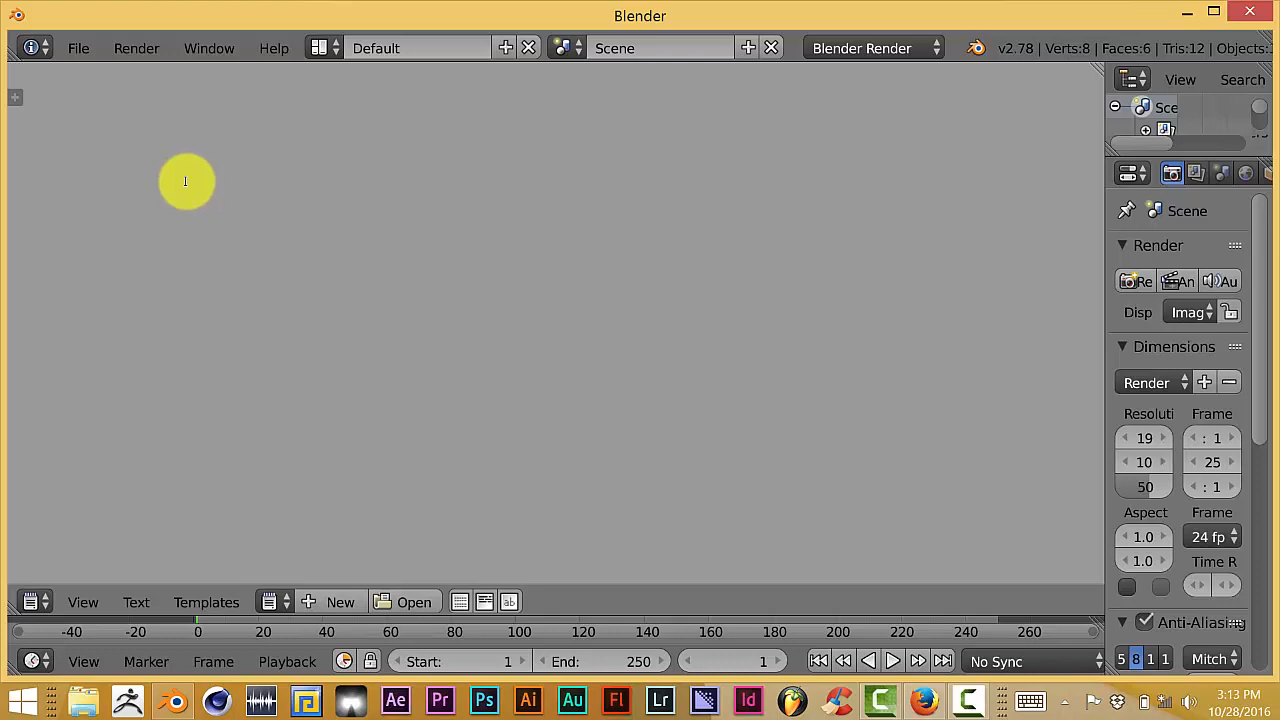 Blender
File Render Window Help Default Scene Blender Render v2.78 | Verts:8 | Faces:6 | Tris:12 | Objects:
View Search
Sce
Scene
Render
Re An Au
Disp Imag
Dimensions
Render
Resoluti Frame
19 : 1
10 25
50 : 1
Aspect Frame
1.0 24 fp
1.0 Time R
Anti-Aliasing
5 8 1 1 Mitch
View Text Templates New Open ab
-40 -20 0 20 40 60 80 100 120 140 160 180 200 220 240 260
View Marker Frame Playback Start: 1 End: 250 1 No Sync
Ae Pr Ps Ai Au Fl Lr Id
3:13 PM
10/28/2016